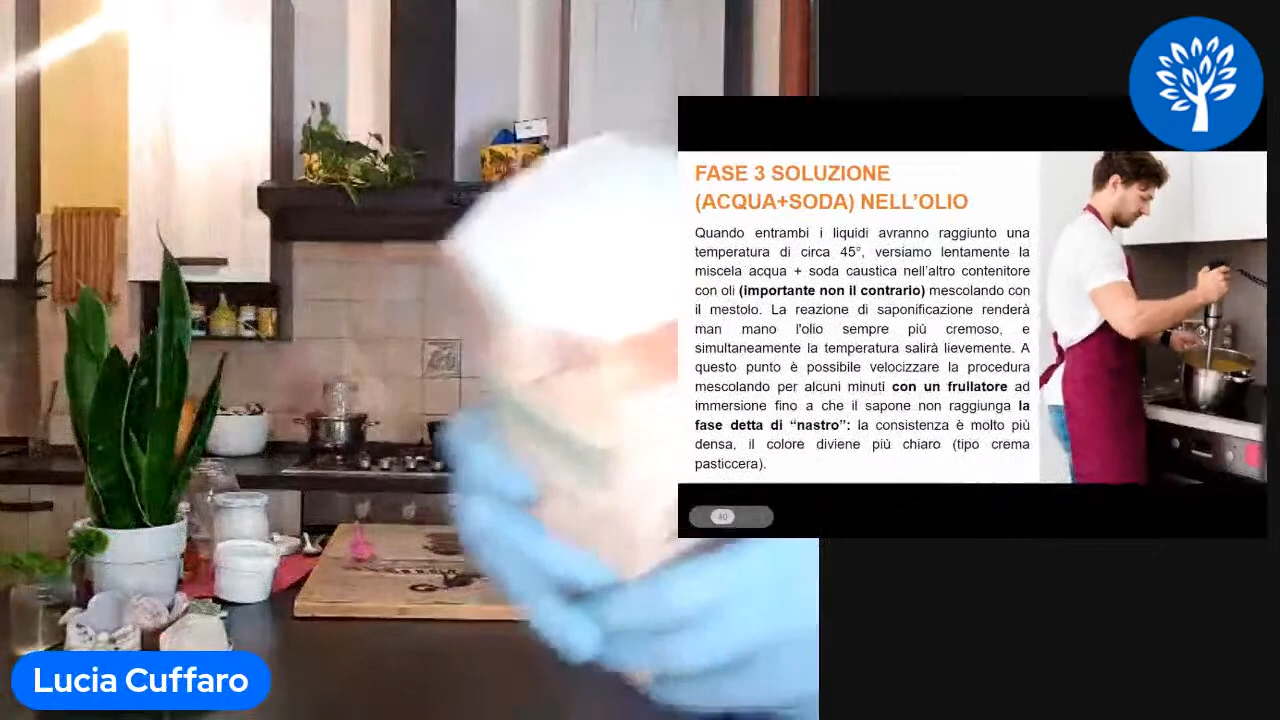 FASE 3 SOLUZIONE
(ACQUA+SODA) NELL'OLIO
Quando entrambi i liquidi avranno raggiunto una
temperatura di circa 45°, versiamo lentamente la
miscela acqua + soda caustica nell'altro contenitore
con oli (importante non il contrario) mescolando con
il mestolo. La reazione di saponificazione renderà
man mano l'olio sempre più cremoso, e
simultaneamente la temperatura salirà lievemente. A
questo punto è possibile velocizzare la procedura
mescolando per alcuni minuti con un frullatore ad
immersione fino a che il sapone non raggiunga la
fase detta di “nastro”: la consistenza è molto più
densa, il colore diviene più chiaro (tipo crema
pasticcera).
40
Lucia Cuffaro